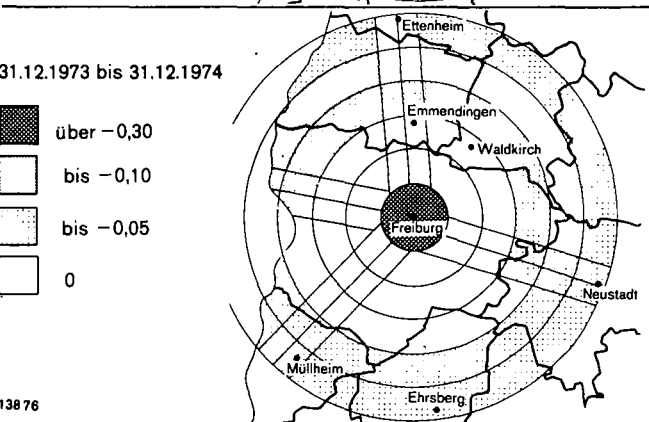 31.12.1973 bis 31.12.1974
über −0,30
bis −0,10
bis −0,05
0
13876
Ettenheim
Emmendingen
Waldkirch
Freiburg
Neustadt
Müllheim
Ehrsberg